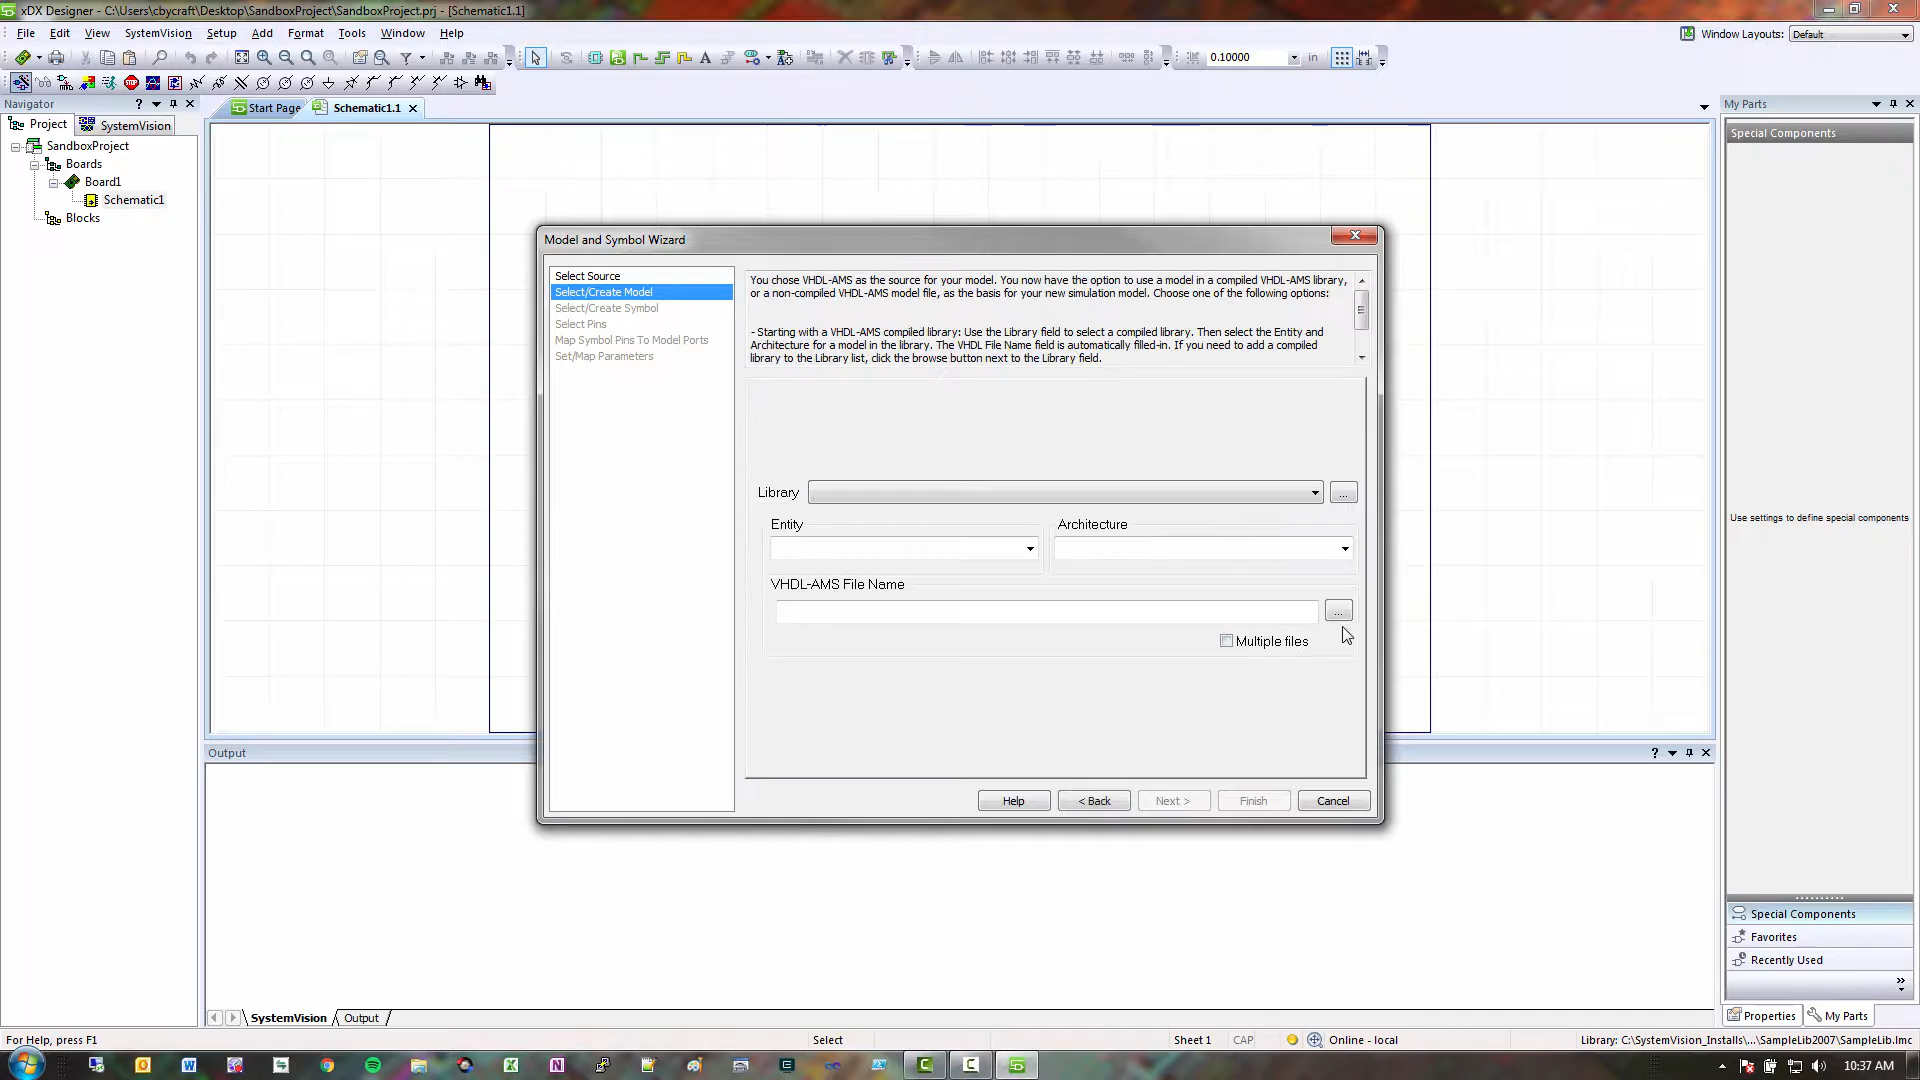 xDX Designer - C:\Users\cbycraft\Desktop\SandboxProject\SandboxProject.prj - [Schematic1.1]
File Edit View SystemVision Setup Add Format Tools Window Help
Window Layouts: Default
0.10000 in
Navigator ?
Project SystemVision
SandboxProject
Boards
Board1
Schematic1
Blocks
Start Page Schematic1.1
My Parts
Special Components
Use settings to define special components
Special Components
Favorites
Recently Used
Properties My Parts
Model and Symbol Wizard
Select Source
Select/Create Model
Select/Create Symbol
Select Pins
Map Symbol Pins To Model Ports
Set/Map Parameters
You chose VHDL-AMS as the source for your model. You now have the option to use a model in a compiled VHDL-AMS library,
or a non-compiled VHDL-AMS model file, as the basis for your new simulation model. Choose one of the following options:
- Starting with a VHDL-AMS compiled library: Use the Library field to select a compiled library. Then select the Entity and
Architecture for a model in the library. The VHDL File Name field is automatically filled-in. If you need to add a compiled
library to the Library list, click the browse button next to the Library field.
Library ...
Entity Architecture
VHDL-AMS File Name
...
Multiple files
Help < Back Next > Finish Cancel
Output ?
SystemVision Output
For Help, press F1 Select Sheet 1 CAP Online - local Library: C:\SystemVision_Installs\...\SampleLib2007\SampleLib.lmc
10:37 AM